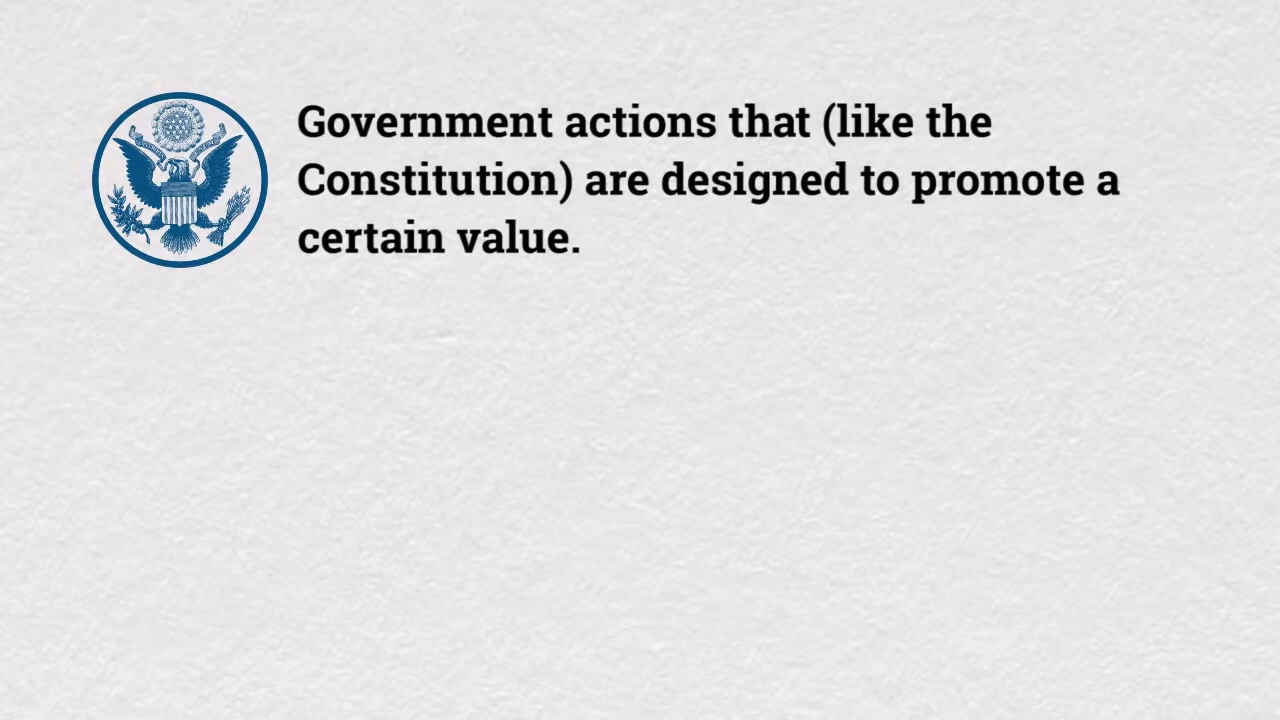 Government actions that (like the
Constitution) are designed to promote a
certain value.